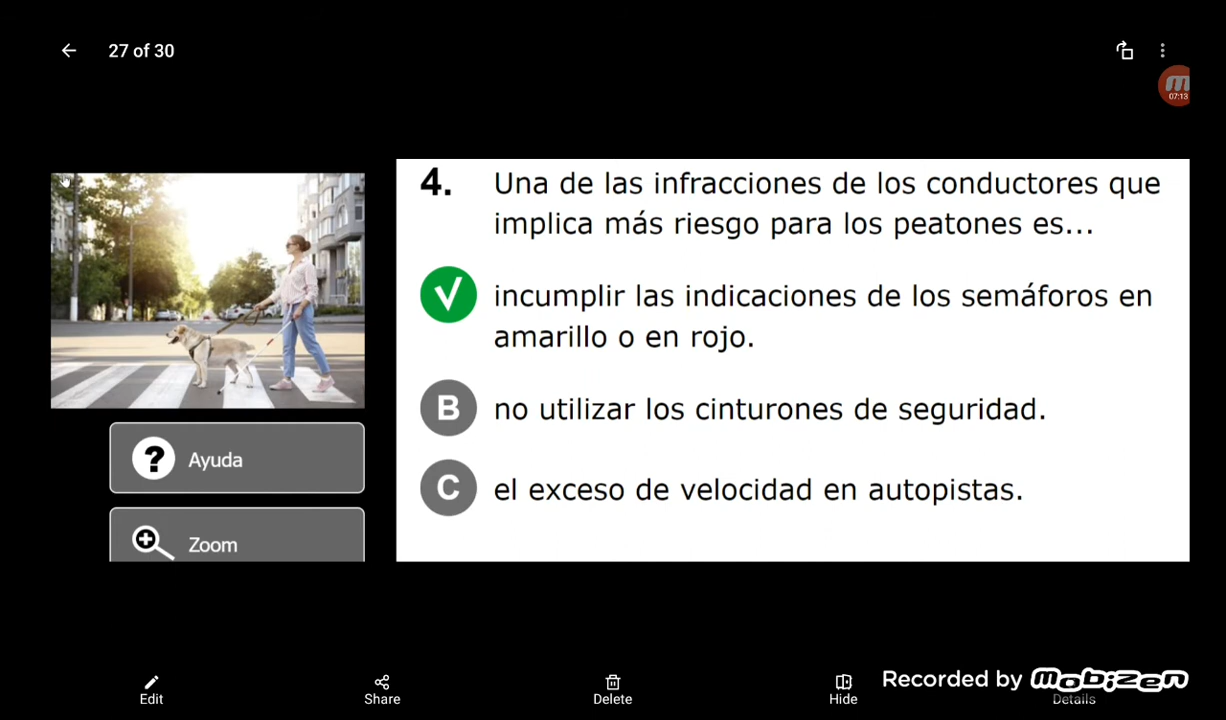 27 of 30
07:13
4. Una de las infracciones de los conductores que
implica más riesgo para los peatones es...
√ incumplir las indicaciones de los semáforos en
amarillo o en rojo.
B no utilizar los cinturones de seguridad.
C el exceso de velocidad en autopistas.
? Ayuda
Zoom
Edit
Share
Delete
Hide
Details
Recorded by mobizen